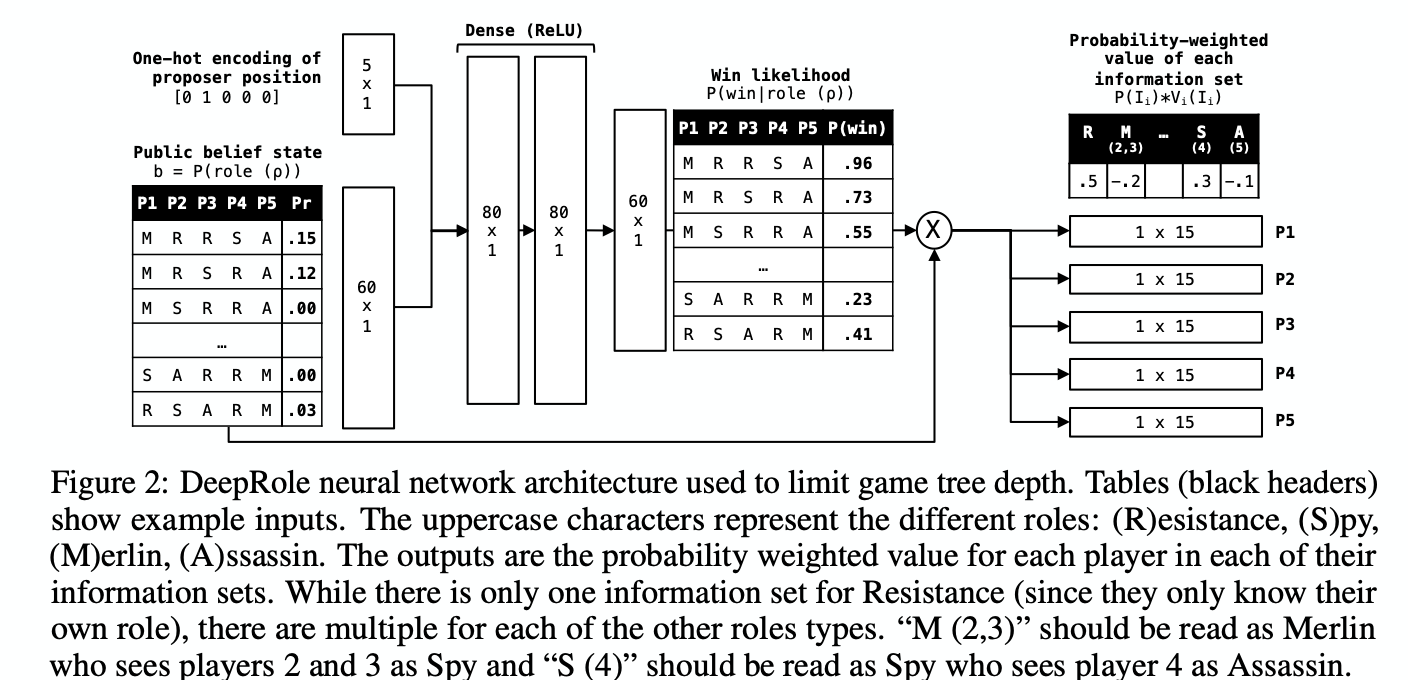 One-hot encoding of
proposer position
[0 1 0 0 0]
Public belief state
b = P(role (ρ))
P1 P2 P3 P4 P5 Pr
M R R S A .15
M R S R A .12
M S R R A .00
…
S A R R M .00
R S A R M .03
5
x
1
60
x
1
Dense (ReLU)
80
x
1
80
x
1
60
x
1
Win likelihood
P(win|role (ρ))
P1 P2 P3 P4 P5 P(win)
M R R S A .96
M R S R A .73
M S R R A .55
…
S A R R M .23
R S A R M .41
X
Probability-weighted
value of each
information set
P(Iᵢ)*Vᵢ(Iᵢ)
R M … S A
(2,3) (4) (5)
.5 -.2 .3 -.1
1 x 15 P1
1 x 15 P2
1 x 15 P3
1 x 15 P4
1 x 15 P5
Figure 2: DeepRole neural network architecture used to limit game tree depth. Tables (black headers)
show example inputs. The uppercase characters represent the different roles: (R)esistance, (S)py,
(M)erlin, (A)ssassin. The outputs are the probability weighted value for each player in each of their
information sets. While there is only one information set for Resistance (since they only know their
own role), there are multiple for each of the other roles types. “M (2,3)” should be read as Merlin
who sees players 2 and 3 as Spy and “S (4)” should be read as Spy who sees player 4 as Assassin.